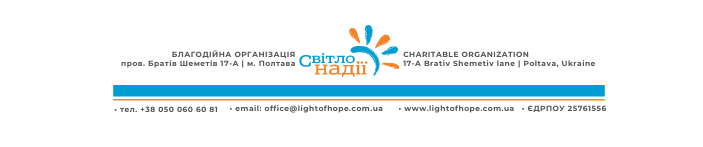 БЛАГОДІЙНА ОРГАНІЗАЦІЯ
пров. Братів Шеметів 17-А | м. Полтава
Світло
надії
CHARITABLE ORGANIZATION
17-A Brativ Shemetiv lane | Poltava, Ukraine
• тел. +38 050 060 60 81 • email: office@lightofhope.com.ua • www.lightofhope.com.ua • ЄДРПОУ 25761556